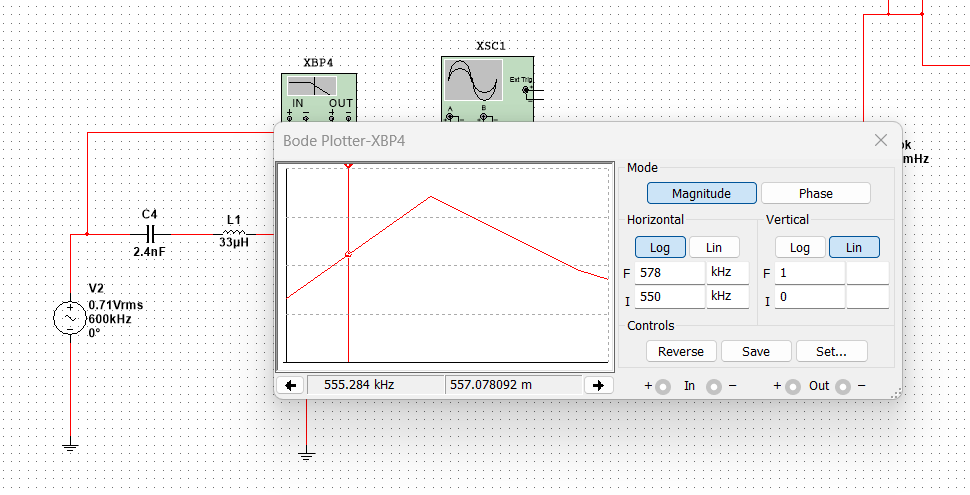 XSC1
XBP4
IN OUT
Ext Trig
A B
Bode Plotter-XBP4
Mode
Magnitude Phase
Horizontal Vertical
Log Lin Log Lin
F 578 kHz F 1
I 550 kHz I 0
Controls
Reverse Save Set...
555.284 kHz 557.078092 m
+ In − + Out −
C4
2.4nF
L1
33µH
V2
0.71Vrms
600kHz
0°
ok
mHz